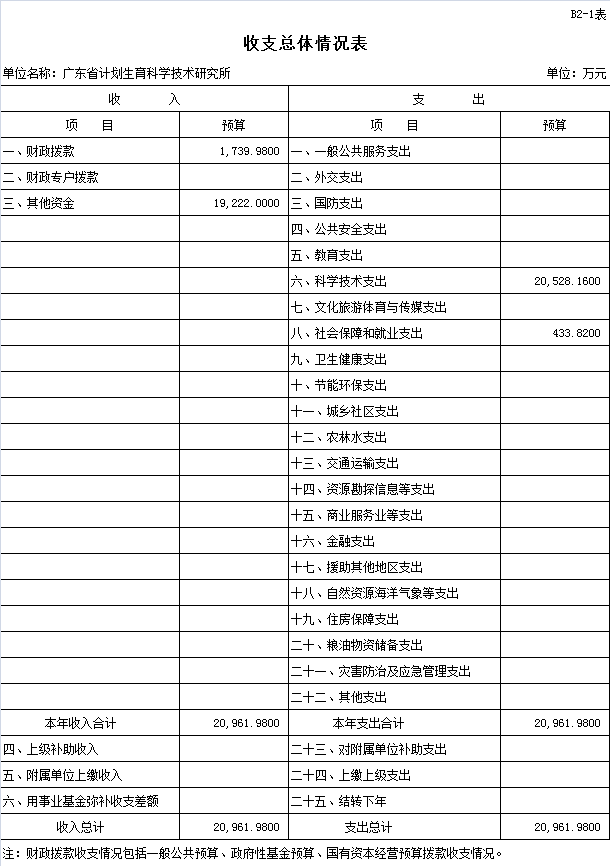 B2-1表
收支总体情况表
单位名称：广东省计划生育科学技术研究所 单位：万元
收 入 支 出
项 目 预算 项 目 预算
一、财政拨款 1,739.9800 一、一般公共服务支出
二、财政专户拨款 二、外交支出
三、其他资金 19,222.0000 三、国防支出
四、公共安全支出
五、教育支出
六、科学技术支出 20,528.1600
七、文化旅游体育与传媒支出
八、社会保障和就业支出 433.8200
九、卫生健康支出
十、节能环保支出
十一、城乡社区支出
十二、农林水支出
十三、交通运输支出
十四、资源勘探信息等支出
十五、商业服务业等支出
十六、金融支出
十七、援助其他地区支出
十八、自然资源海洋气象等支出
十九、住房保障支出
二十、粮油物资储备支出
二十一、灾害防治及应急管理支出
二十二、其他支出
本年收入合计 20,961.9800 本年支出合计 20,961.9800
四、上级补助收入 二十三、对附属单位补助支出
五、附属单位上缴收入 二十四、上缴上级支出
六、用事业基金弥补收支差额 二十五、结转下年
收入总计 20,961.9800 支出总计 20,961.9800
注：财政拨款收支情况包括一般公共预算、政府性基金预算、国有资本经营预算拨款收支情况。